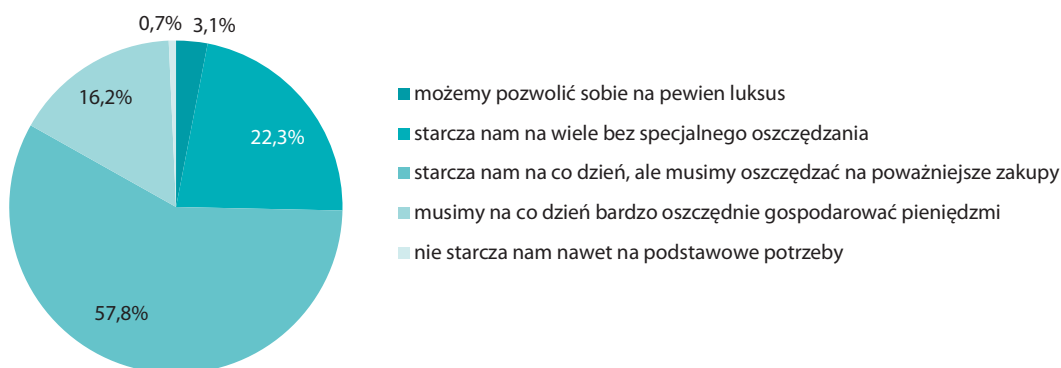 0,7%
3,1%
16,2%
22,3%
57,8%
możemy pozwolić sobie na pewien luksus
starcza nam na wiele bez specjalnego oszczędzania
starcza nam na co dzień, ale musimy oszczędzać na poważniejsze zakupy
musimy na co dzień bardzo oszczędnie gospodarować pieniędzmi
nie starcza nam nawet na podstawowe potrzeby